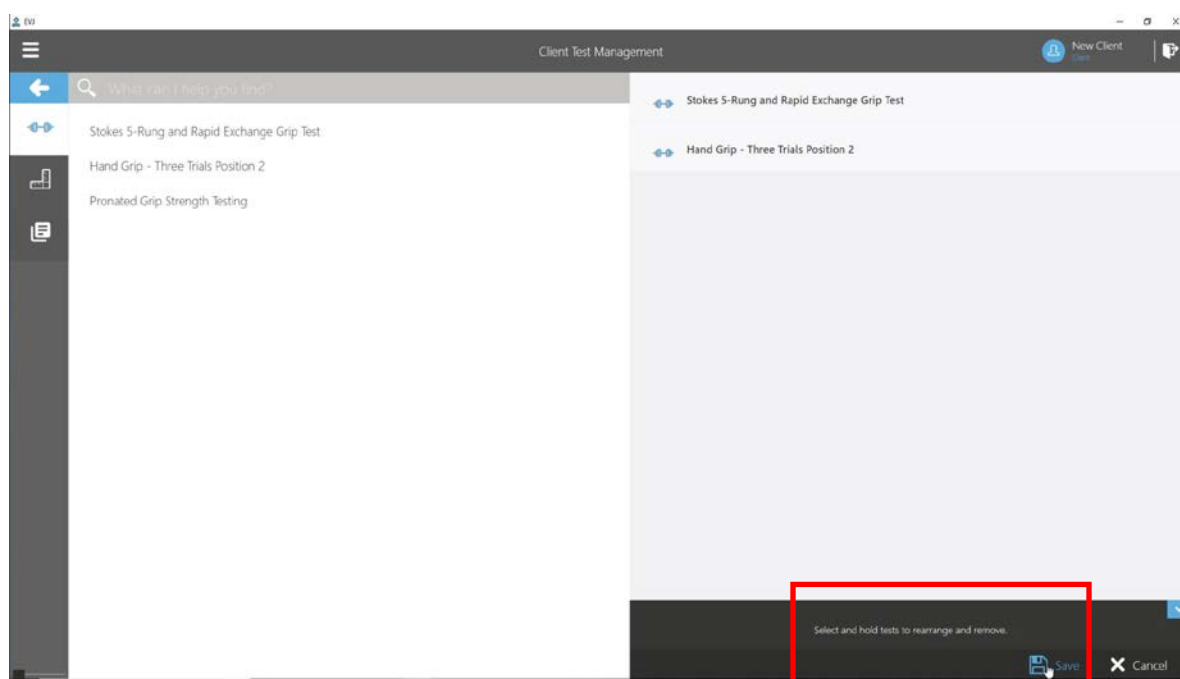 EVJ
Client Test Management
New Client
Client
What can I help you find?
Stokes 5-Rung and Rapid Exchange Grip Test
Hand Grip - Three Trials Position 2
Pronated Grip Strength Testing
Stokes 5-Rung and Rapid Exchange Grip Test
Hand Grip - Three Trials Position 2
Select and hold tests to rearrange and remove.
Save
Cancel